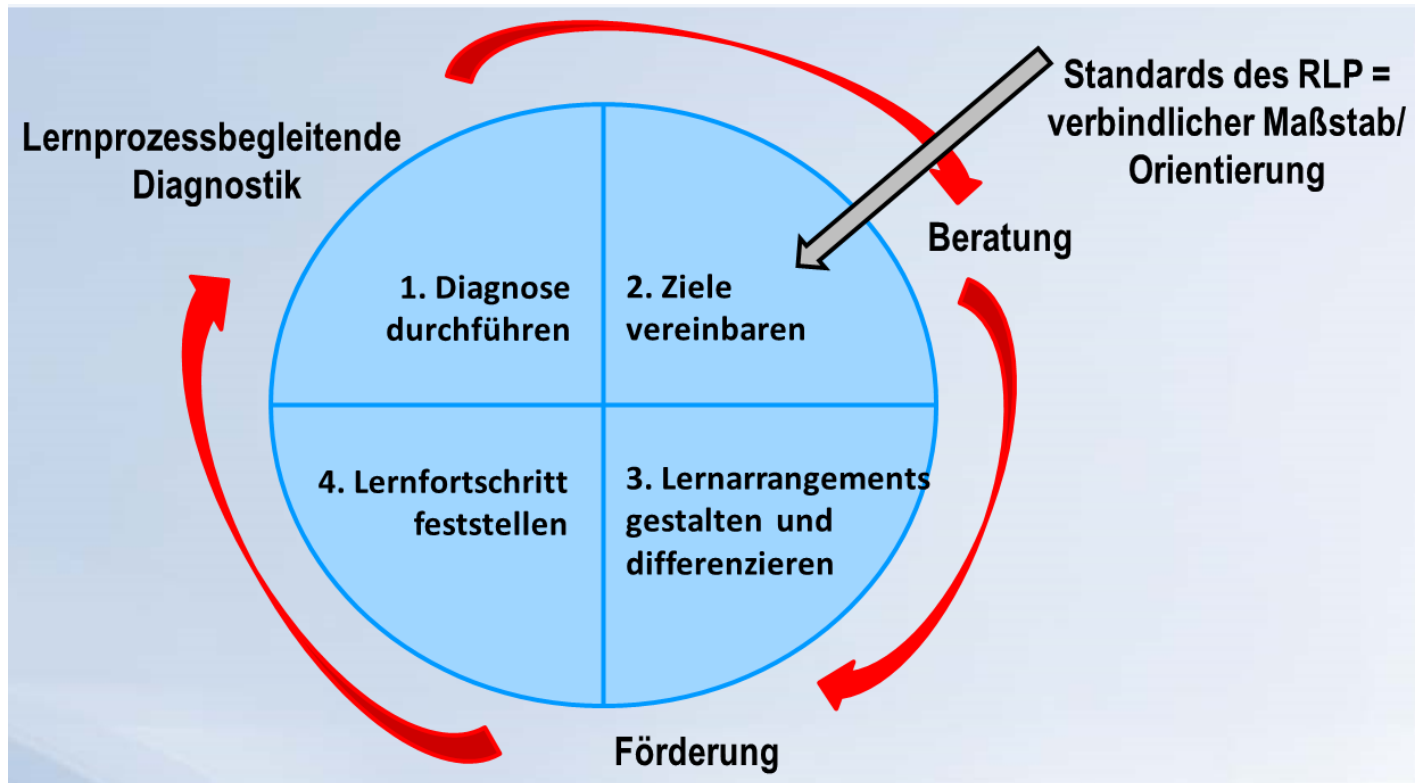 Lernprozessbegleitende
Diagnostik
Standards des RLP =
verbindlicher Maßstab/
Orientierung
Beratung
1. Diagnose
durchführen
2. Ziele
vereinbaren
4. Lernfortschritt
feststellen
3. Lernarrangements
gestalten und
differenzieren
Förderung